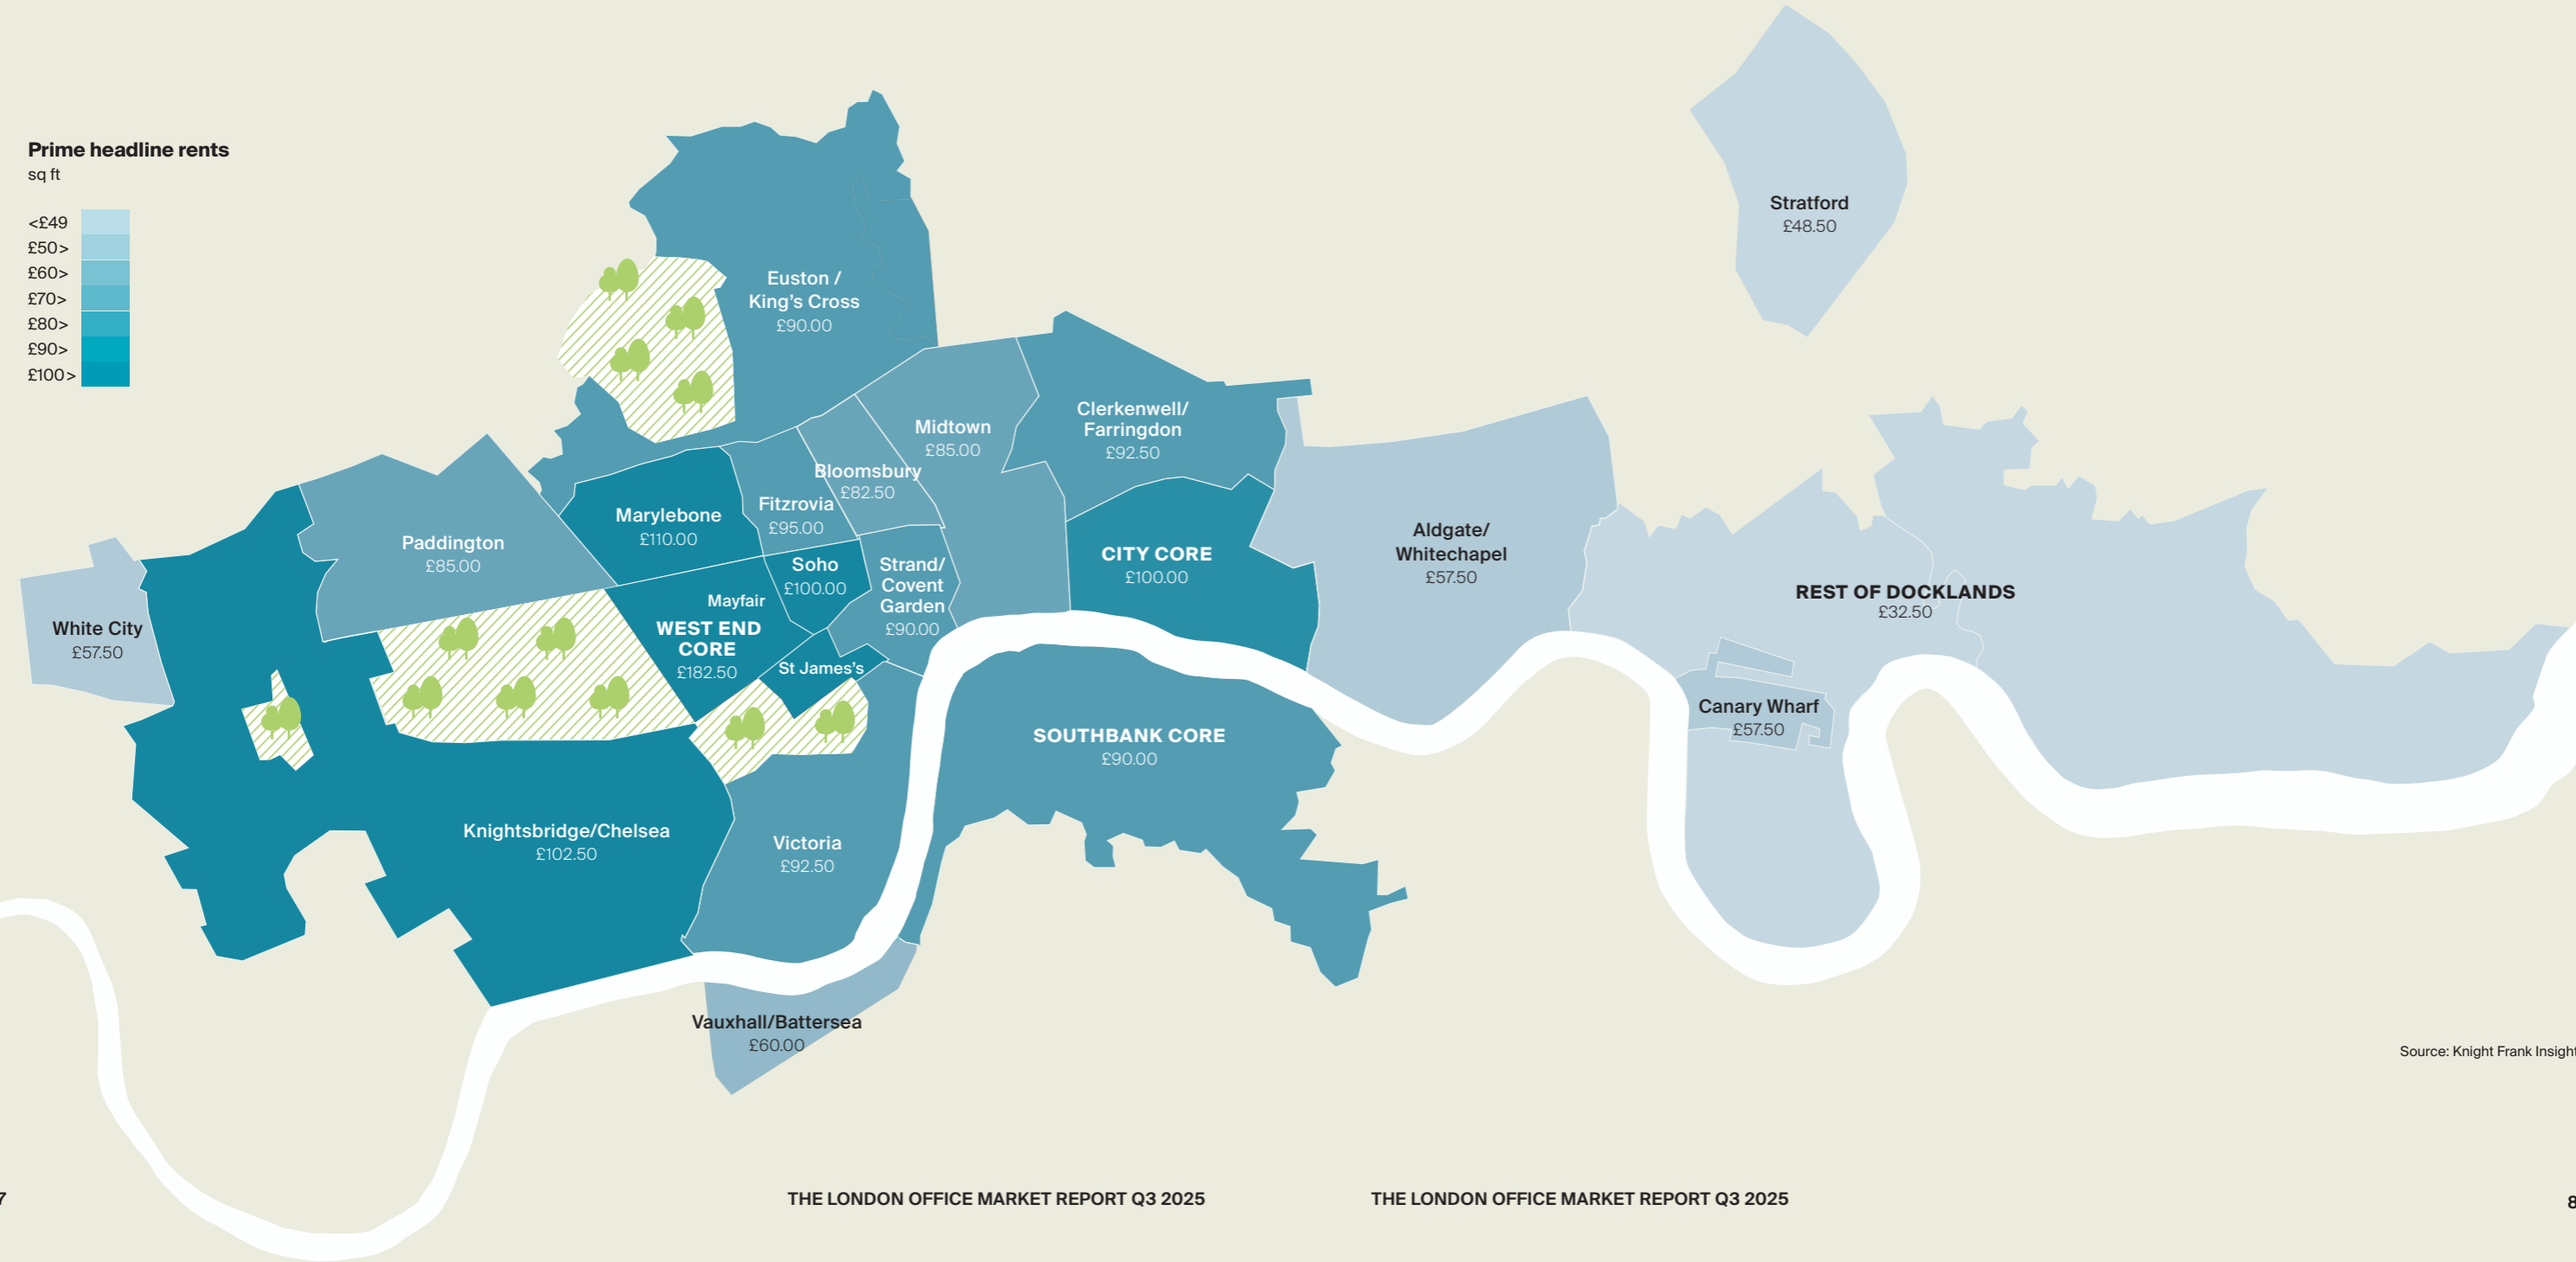 Prime headline rents
sq ft
<£49
£50>
£60>
£70>
£80>
£90>
£100>
Stratford
£48.50
Euston /
King's Cross
£90.00
Midtown
£85.00
Clerkenwell/
Farringdon
£92.50
Bloomsbury
£82.50
Fitzrovia
£95.00
Marylebone
£110.00
Paddington
£85.00
White City
£57.50
Soho
£100.00
Strand/
Covent
Garden
£90.00
Mayfair
WEST END
CORE
£182.50
St James's
CITY CORE
£100.00
Aldgate/
Whitechapel
£57.50
REST OF DOCKLANDS
£32.50
Canary Wharf
£57.50
SOUTHBANK CORE
£90.00
Knightsbridge/Chelsea
£102.50
Victoria
£92.50
Vauxhall/Battersea
£60.00
Source: Knight Frank Insight
7
THE LONDON OFFICE MARKET REPORT Q3 2025
THE LONDON OFFICE MARKET REPORT Q3 2025
8